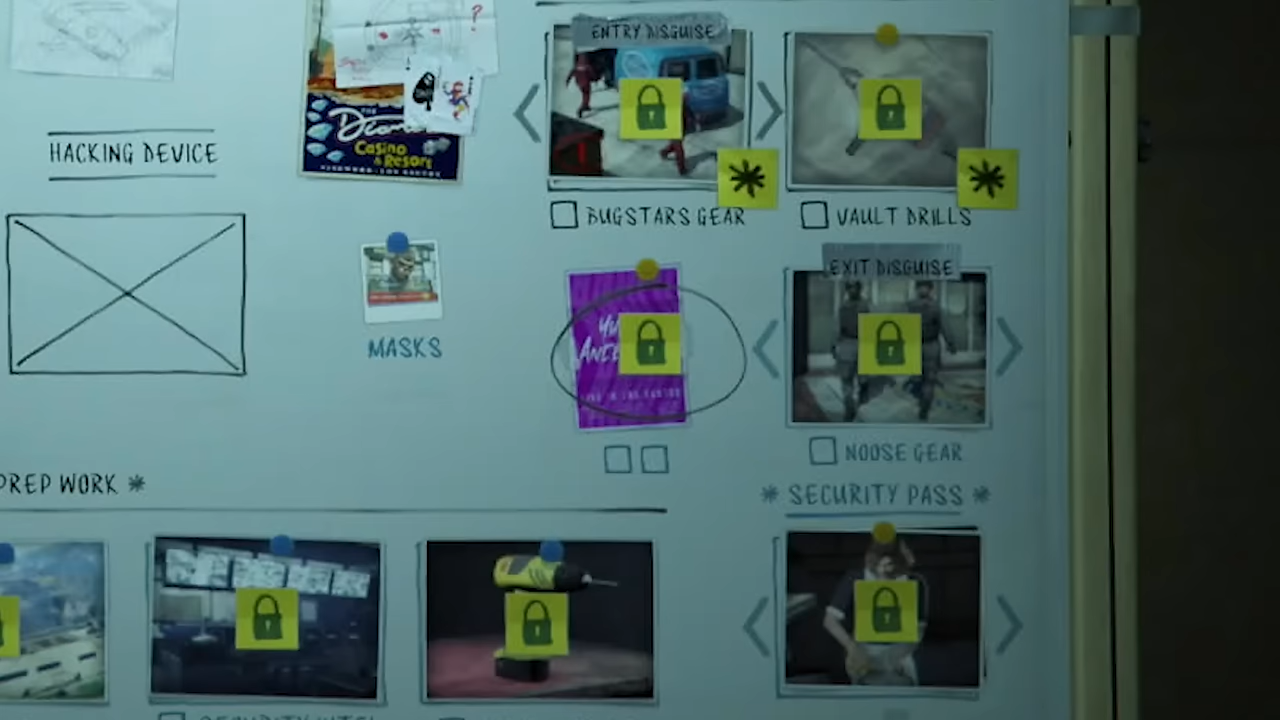 ?
ENTRY DISGUISE
THE
Casino
& Resort
HACKING DEVICE
*
*
BUGSTARS GEAR
VAULT DRILLS
EXIT DISGUISE
MASKS
NOOSE GEAR
PREP WORK *
* SECURITY PASS *